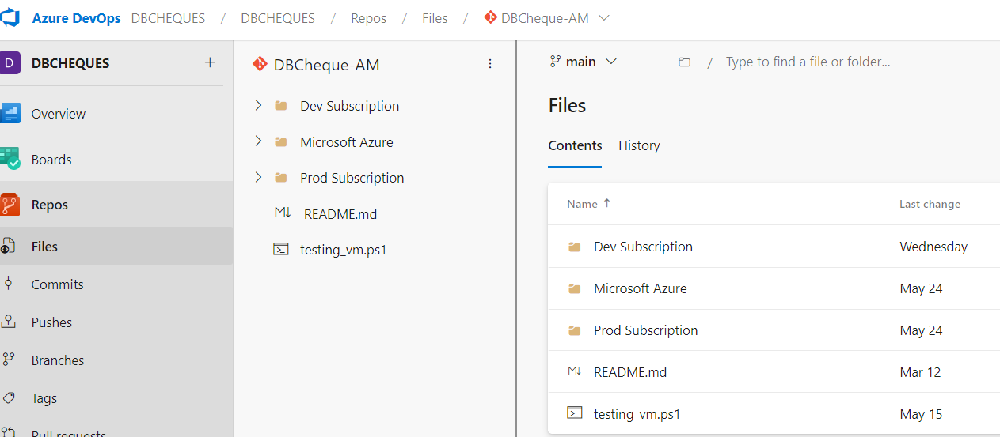 Azure DevOps DBCHEQUES / DBCHEQUES / Repos / Files / DBCheque-AM
D DBCHEQUES +
Overview
Boards
Repos
Files
Commits
Pushes
Branches
Tags
Pull requests
DBCheque-AM
Dev Subscription
Microsoft Azure
Prod Subscription
M↓ README.md
testing_vm.ps1
main / Type to find a file or folder...
Files
Contents History
Name ↑ Last change
Dev Subscription Wednesday
Microsoft Azure May 24
Prod Subscription May 24
M↓ README.md Mar 12
testing_vm.ps1 May 15